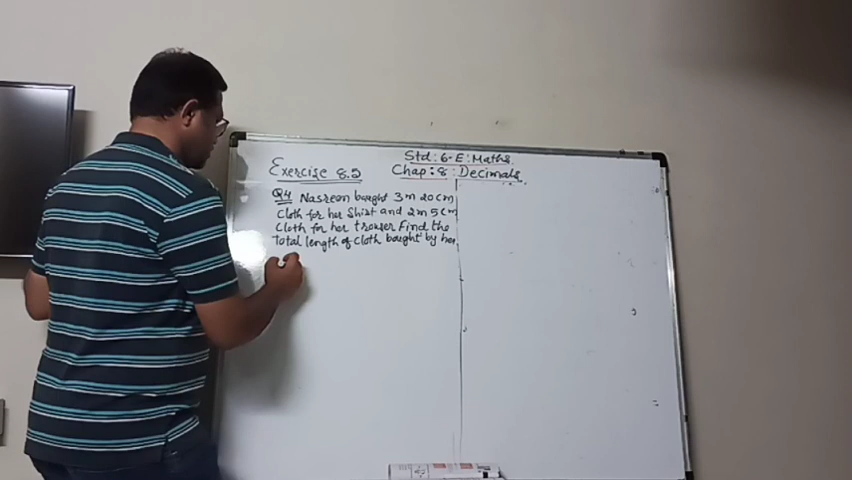 Std: 6-E: Maths.
Chap: 8: Decimals
Exercise 8.5
Q4 Nasreen bought 3m 20cm
Cloth for her Shirt and 2m 5cm
Cloth for her trouser Find the
Total length of cloth bought by her